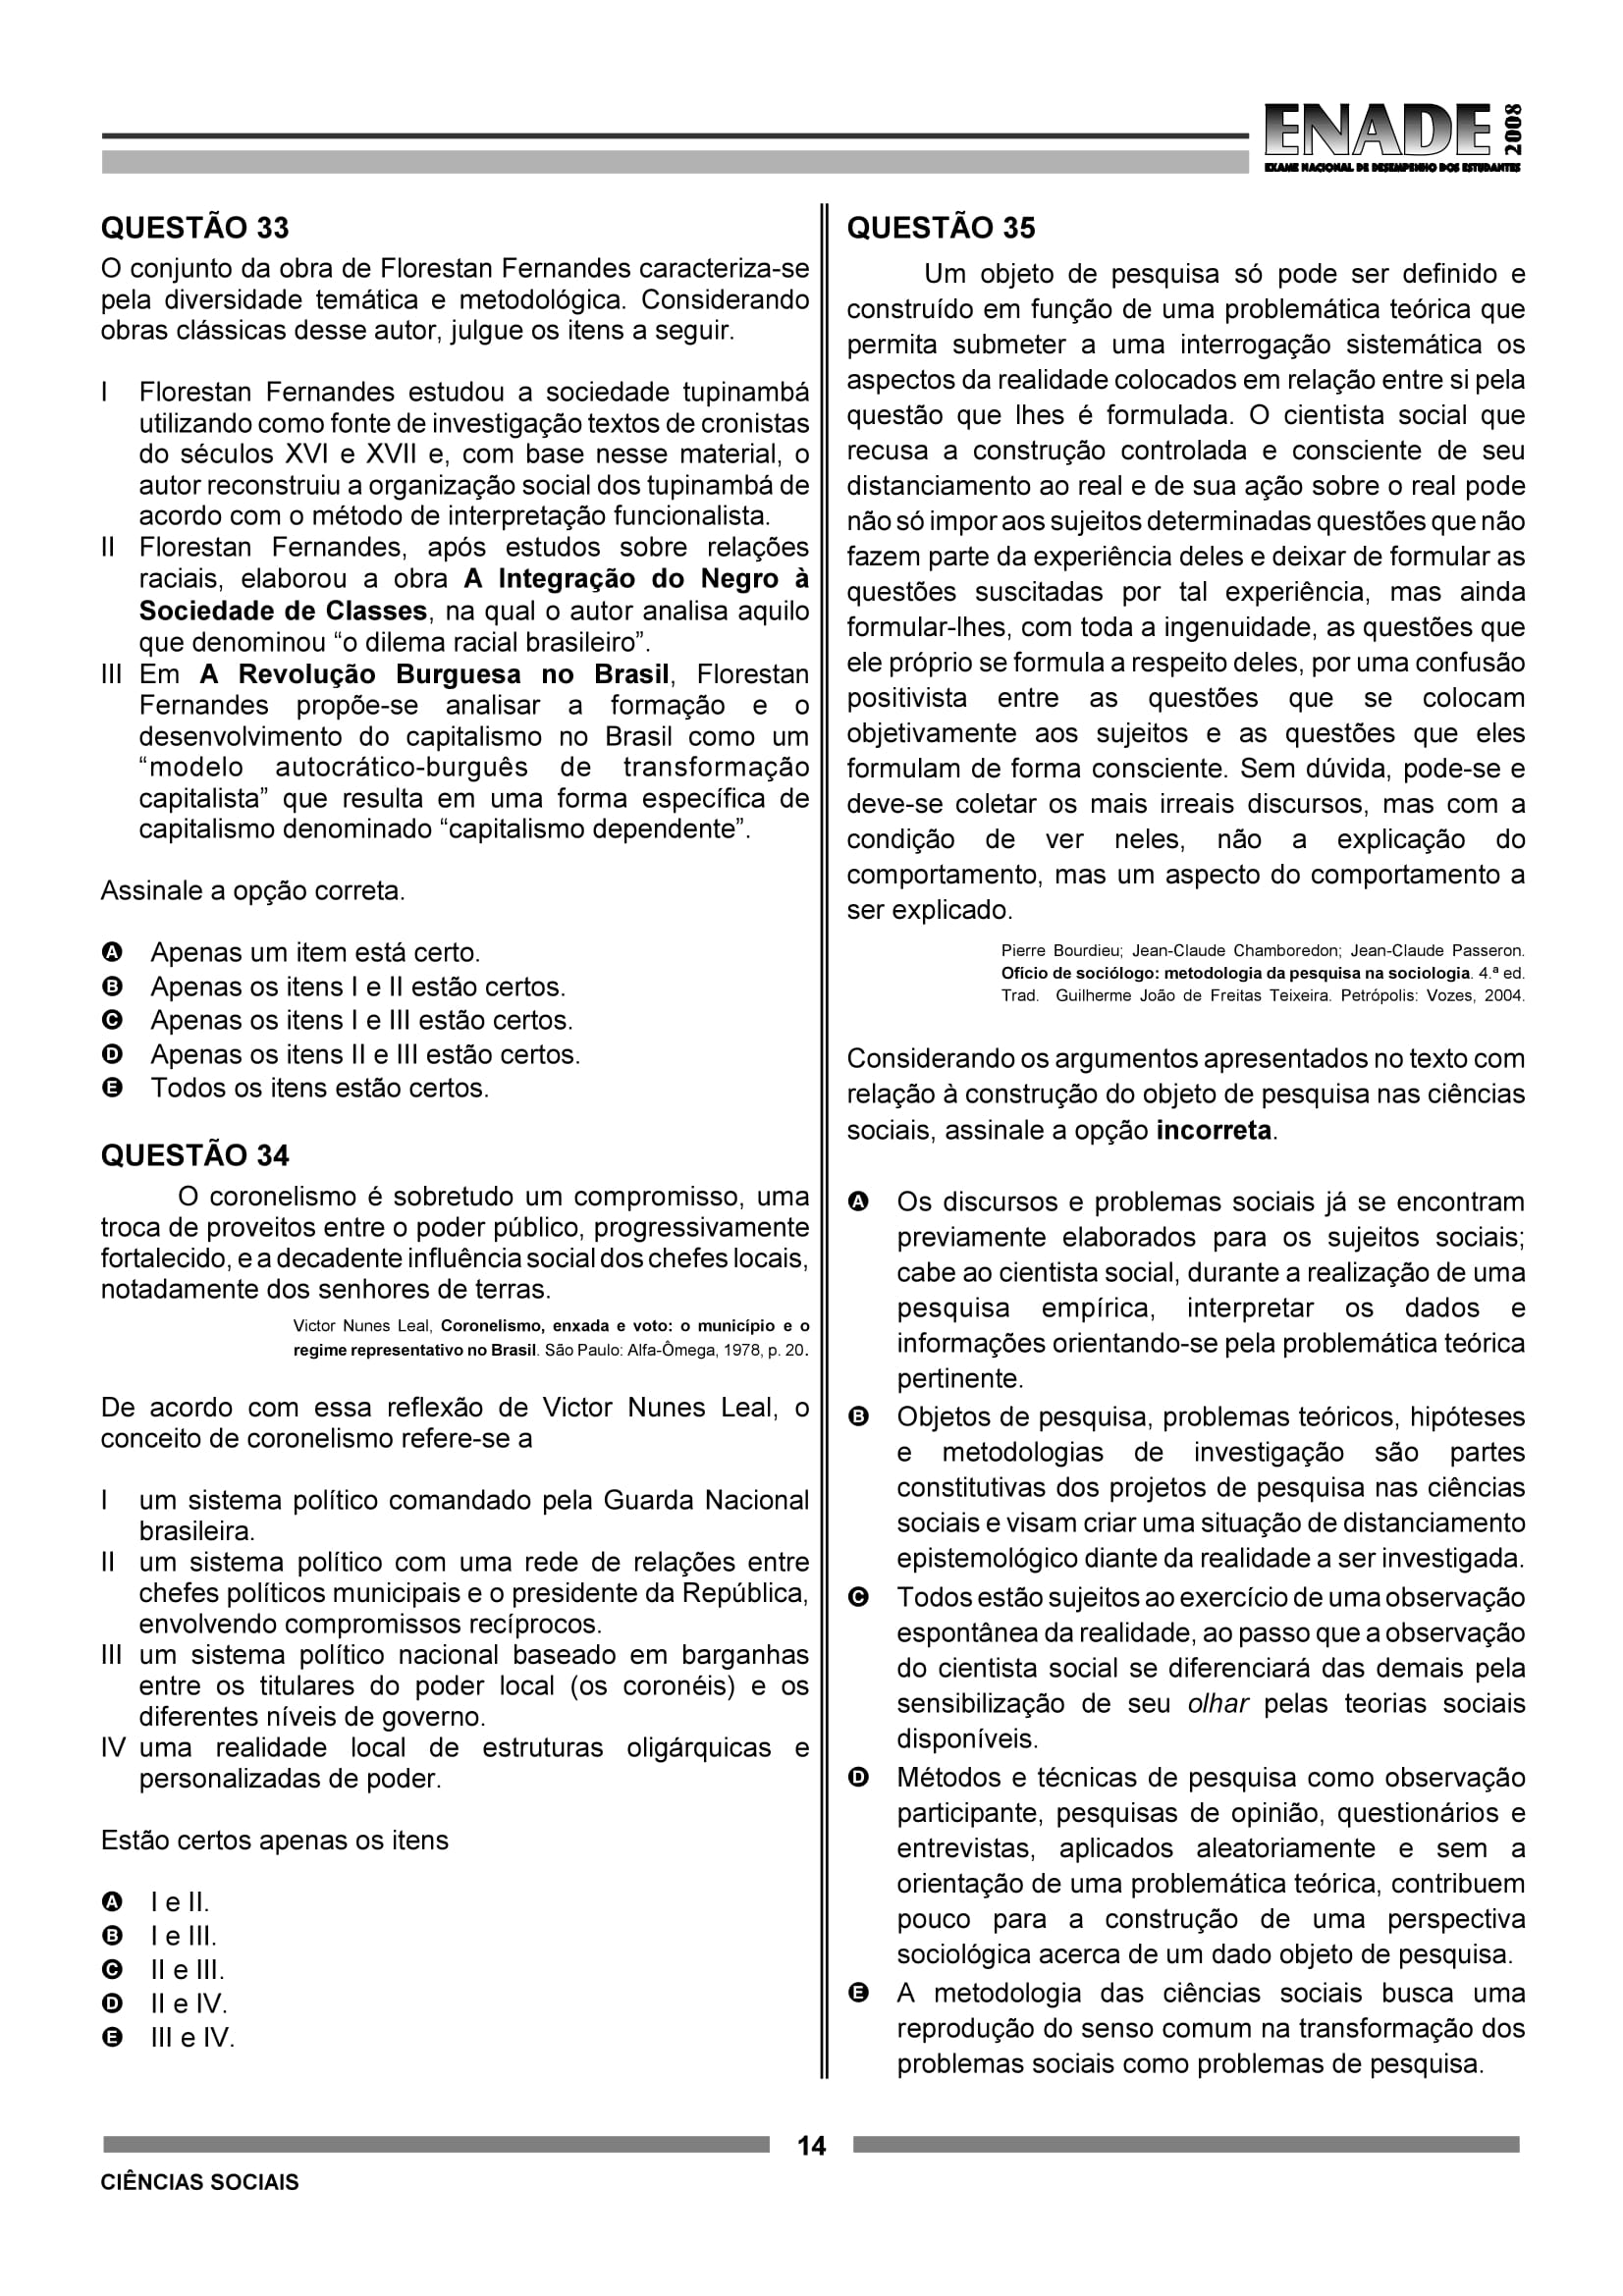 ENADE 2008
EXAME NACIONAL DE DESEMPENHO DOS ESTUDANTES
QUESTÃO 33
O conjunto da obra de Florestan Fernandes caracteriza-se
pela diversidade temática e metodológica. Considerando
obras clássicas desse autor, julgue os itens a seguir.
I Florestan Fernandes estudou a sociedade tupinambá
utilizando como fonte de investigação textos de cronistas
do séculos XVI e XVII e, com base nesse material, o
autor reconstruiu a organização social dos tupinambá de
acordo com o método de interpretação funcionalista.
II Florestan Fernandes, após estudos sobre relações
raciais, elaborou a obra A Integração do Negro à
Sociedade de Classes, na qual o autor analisa aquilo
que denominou “o dilema racial brasileiro”.
III Em A Revolução Burguesa no Brasil, Florestan
Fernandes propõe-se analisar a formação e o
desenvolvimento do capitalismo no Brasil como um
“modelo autocrático-burguês de transformação
capitalista” que resulta em uma forma específica de
capitalismo denominado “capitalismo dependente”.
Assinale a opção correta.
A Apenas um item está certo.
B Apenas os itens I e II estão certos.
C Apenas os itens I e III estão certos.
D Apenas os itens II e III estão certos.
E Todos os itens estão certos.
QUESTÃO 34
O coronelismo é sobretudo um compromisso, uma
troca de proveitos entre o poder público, progressivamente
fortalecido, e a decadente influência social dos chefes locais,
notadamente dos senhores de terras.
Victor Nunes Leal, Coronelismo, enxada e voto: o município e o
regime representativo no Brasil. São Paulo: Alfa-Ômega, 1978, p. 20.
De acordo com essa reflexão de Victor Nunes Leal, o
conceito de coronelismo refere-se a
I um sistema político comandado pela Guarda Nacional
brasileira.
II um sistema político com uma rede de relações entre
chefes políticos municipais e o presidente da República,
envolvendo compromissos recíprocos.
III um sistema político nacional baseado em barganhas
entre os titulares do poder local (os coronéis) e os
diferentes níveis de governo.
IV uma realidade local de estruturas oligárquicas e
personalizadas de poder.
Estão certos apenas os itens
A I e II.
B I e III.
C II e III.
D II e IV.
E III e IV.
QUESTÃO 35
Um objeto de pesquisa só pode ser definido e
construído em função de uma problemática teórica que
permita submeter a uma interrogação sistemática os
aspectos da realidade colocados em relação entre si pela
questão que lhes é formulada. O cientista social que
recusa a construção controlada e consciente de seu
distanciamento ao real e de sua ação sobre o real pode
não só impor aos sujeitos determinadas questões que não
fazem parte da experiência deles e deixar de formular as
questões suscitadas por tal experiência, mas ainda
formular-lhes, com toda a ingenuidade, as questões que
ele próprio se formula a respeito deles, por uma confusão
positivista entre as questões que se colocam
objetivamente aos sujeitos e as questões que eles
formulam de forma consciente. Sem dúvida, pode-se e
deve-se coletar os mais irreais discursos, mas com a
condição de ver neles, não a explicação do
comportamento, mas um aspecto do comportamento a
ser explicado.
Pierre Bourdieu; Jean-Claude Chamboredon; Jean-Claude Passeron.
Ofício de sociólogo: metodologia da pesquisa na sociologia. 4.ª ed.
Trad. Guilherme João de Freitas Teixeira. Petrópolis: Vozes, 2004.
Considerando os argumentos apresentados no texto com
relação à construção do objeto de pesquisa nas ciências
sociais, assinale a opção incorreta.
A Os discursos e problemas sociais já se encontram
previamente elaborados para os sujeitos sociais;
cabe ao cientista social, durante a realização de uma
pesquisa empírica, interpretar os dados e
informações orientando-se pela problemática teórica
pertinente.
B Objetos de pesquisa, problemas teóricos, hipóteses
e metodologias de investigação são partes
constitutivas dos projetos de pesquisa nas ciências
sociais e visam criar uma situação de distanciamento
epistemológico diante da realidade a ser investigada.
C Todos estão sujeitos ao exercício de uma observação
espontânea da realidade, ao passo que a observação
do cientista social se diferenciará das demais pela
sensibilização de seu olhar pelas teorias sociais
disponíveis.
D Métodos e técnicas de pesquisa como observação
participante, pesquisas de opinião, questionários e
entrevistas, aplicados aleatoriamente e sem a
orientação de uma problemática teórica, contribuem
pouco para a construção de uma perspectiva
sociológica acerca de um dado objeto de pesquisa.
E A metodologia das ciências sociais busca uma
reprodução do senso comum na transformação dos
problemas sociais como problemas de pesquisa.
14
CIÊNCIAS SOCIAIS